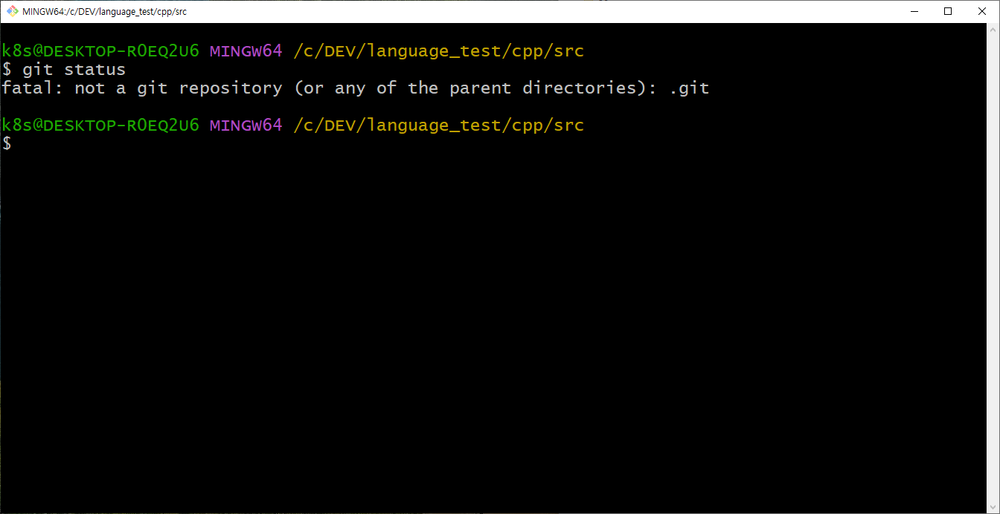 MINGW64:/c/DEV/language_test/cpp/src
k8s@DESKTOP-R0EQ2U6 MINGW64 /c/DEV/language_test/cpp/src
$ git status
fatal: not a git repository (or any of the parent directories): .git
k8s@DESKTOP-R0EQ2U6 MINGW64 /c/DEV/language_test/cpp/src
$